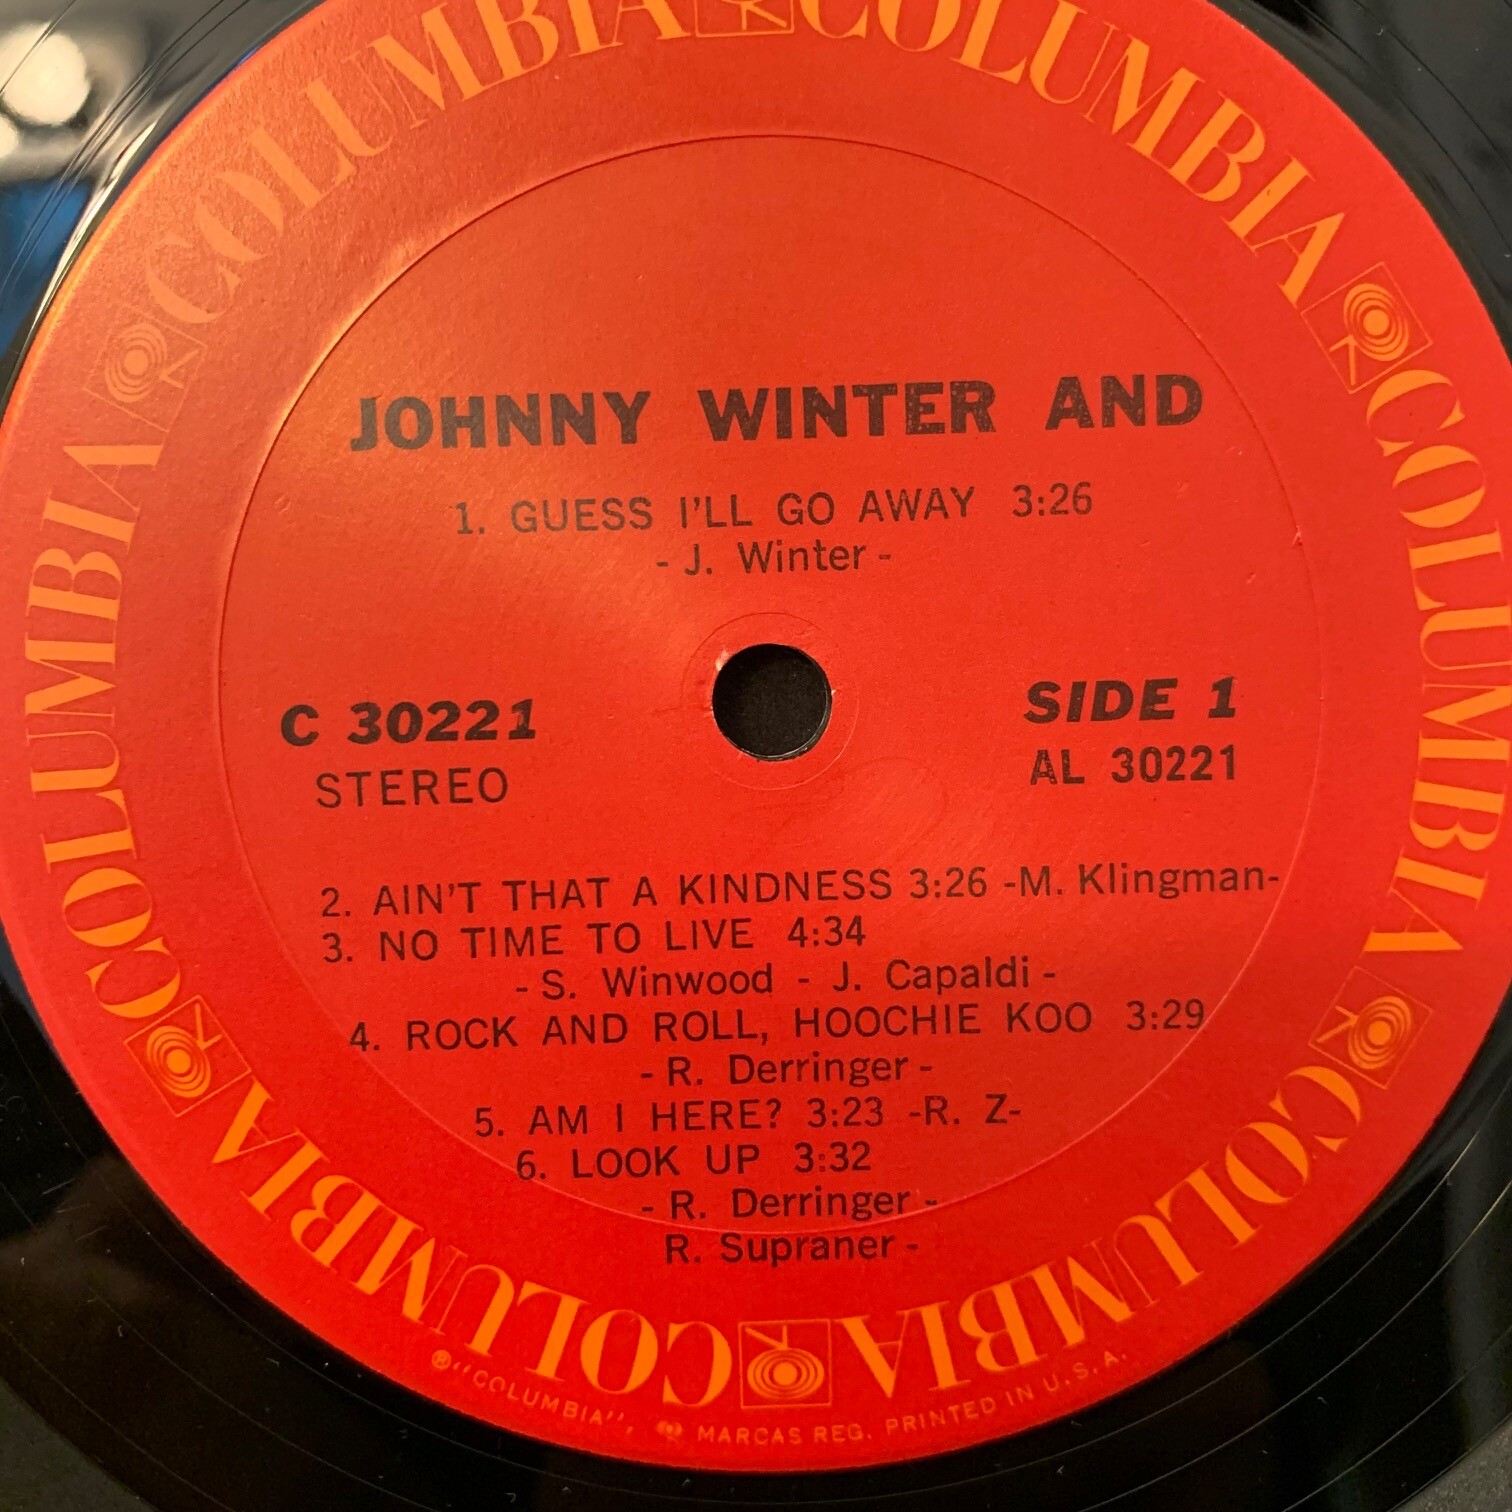 COLUMBIA COLUMBIA COLUMBIA COLUMBIA COLUMBIA COLUMBIA
JOHNNY WINTER AND
1. GUESS I'LL GO AWAY 3:26
- J. Winter -
C 30221
STEREO
SIDE 1
AL 30221
2. AIN'T THAT A KINDNESS 3:26 -M. Klingman-
3. NO TIME TO LIVE 4:34
- S. Winwood - J. Capaldi -
4. ROCK AND ROLL, HOOCHIE KOO 3:29
- R. Derringer -
5. AM I HERE? 3:23 -R. Z-
6. LOOK UP 3:32
- R. Derringer -
R. Supraner -
®"COLUMBIA", MARCAS REG. PRINTED IN U.S.A.